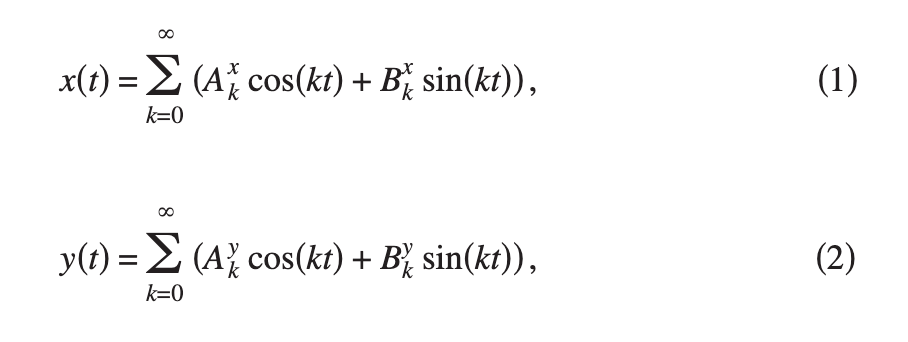 x(t) = ∑_{k=0}^{∞} (A_k^x cos(kt) + B_k^x sin(kt)), (1)
y(t) = ∑_{k=0}^{∞} (A_k^y cos(kt) + B_k^y sin(kt)), (2)